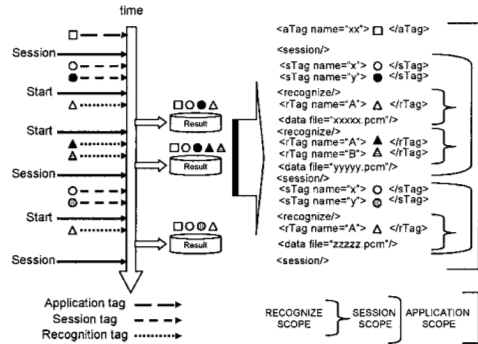 time
Session
Start
Start
Session
Start
Session
Result
Result
Result
<aTag name="xx"> </aTag>
<session/>
<sTag name="x"> </sTag>
<sTag name="y"> </sTag>
<recognize/>
<rTag name="A"> </rTag>
<data file="xxxxx.pcm"/>
<recognize/>
<rTag name="A"> </rTag>
<rTag name="B"> </rTag>
<data file="yyyyy.pcm"/>
<session/>
<sTag name="x"> </sTag>
<sTag name="y"> </sTag>
<recognize/>
<rTag name="A"> </rTag>
<data file="zzzzz.pcm"/>
<session/>
Application tag
Session tag
Recognition tag
RECOGNIZE SESSION APPLICATION
SCOPE SCOPE SCOPE